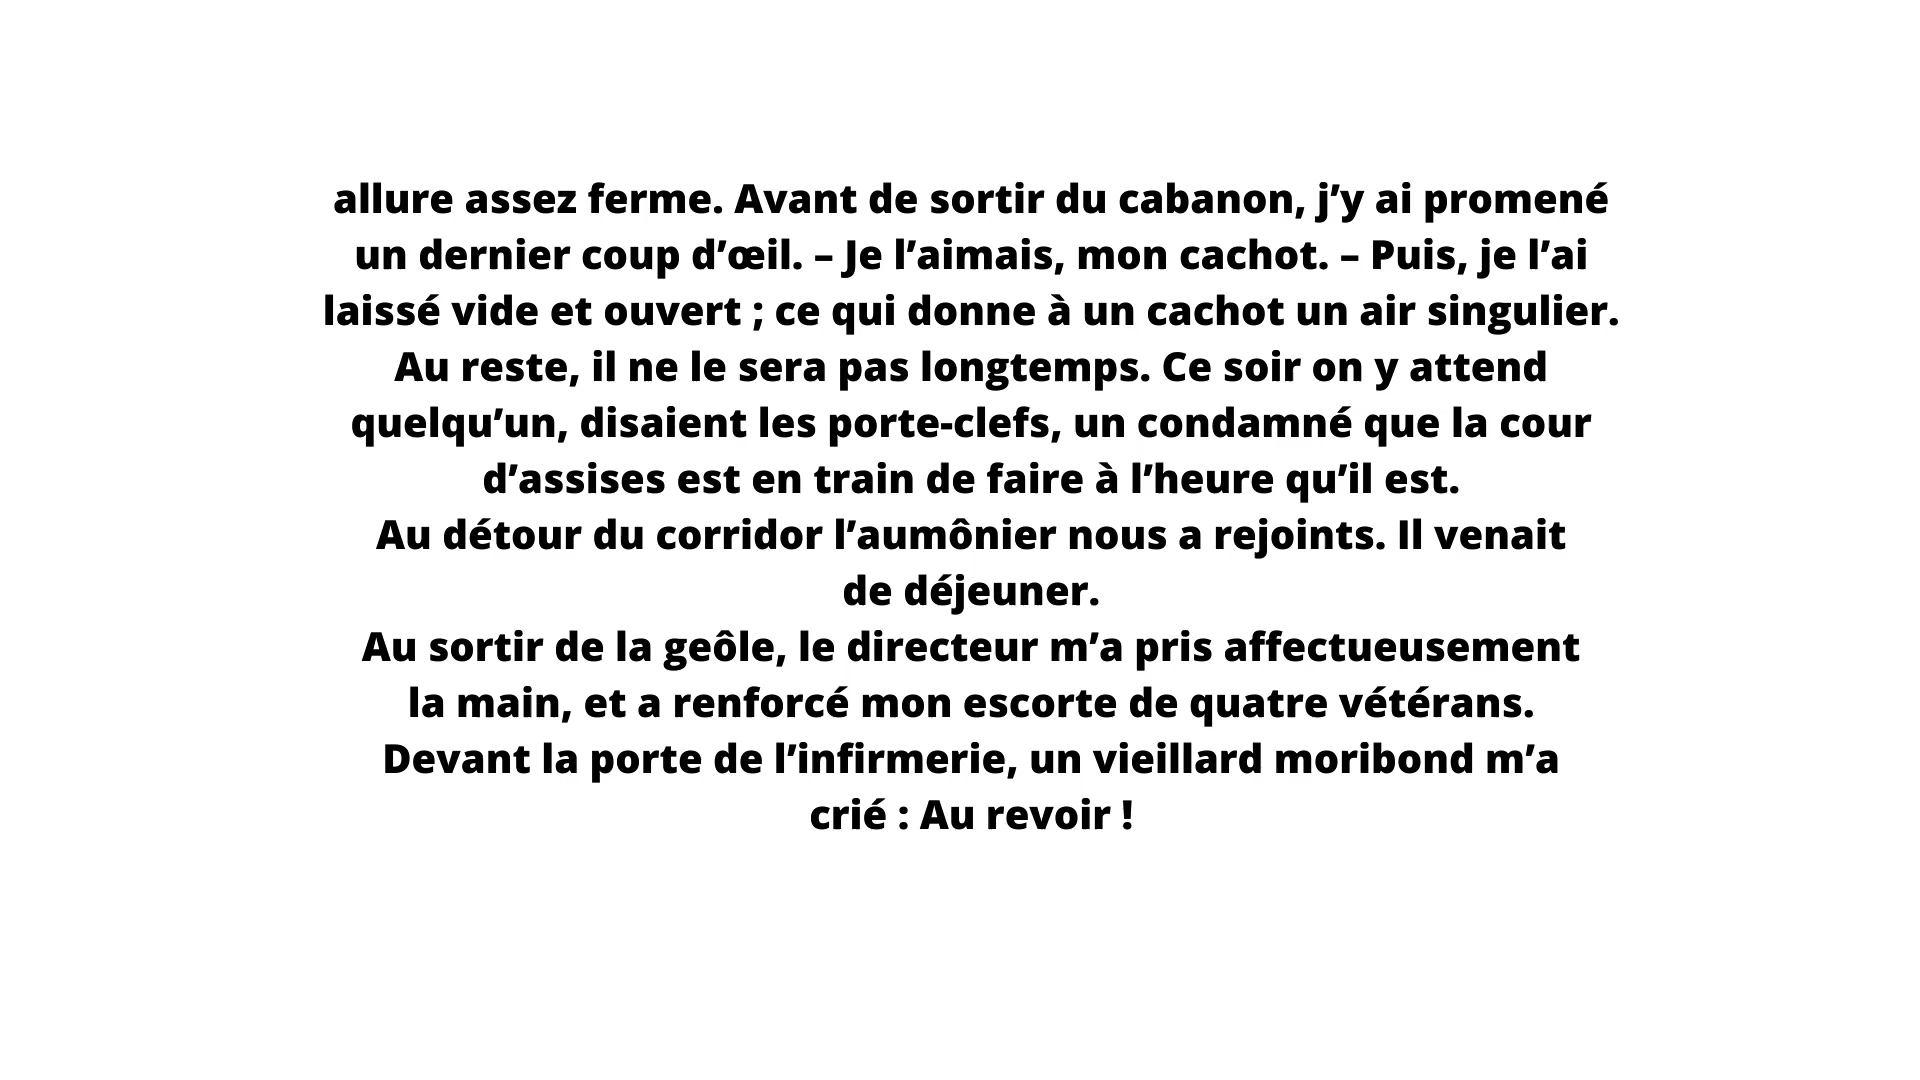 allure assez ferme. Avant de sortir du cabanon, j’y ai promené
un dernier coup d’œil. – Je l’aimais, mon cachot. – Puis, je l’ai
laissé vide et ouvert ; ce qui donne à un cachot un air singulier.
Au reste, il ne le sera pas longtemps. Ce soir on y attend
quelqu’un, disaient les porte-clefs, un condamné que la cour
d’assises est en train de faire à l’heure qu’il est.
Au détour du corridor l’aumônier nous a rejoints. Il venait
de déjeuner.
Au sortir de la geôle, le directeur m’a pris affectueusement
la main, et a renforcé mon escorte de quatre vétérans.
Devant la porte de l’infirmerie, un vieillard moribond m’a
crié : Au revoir !